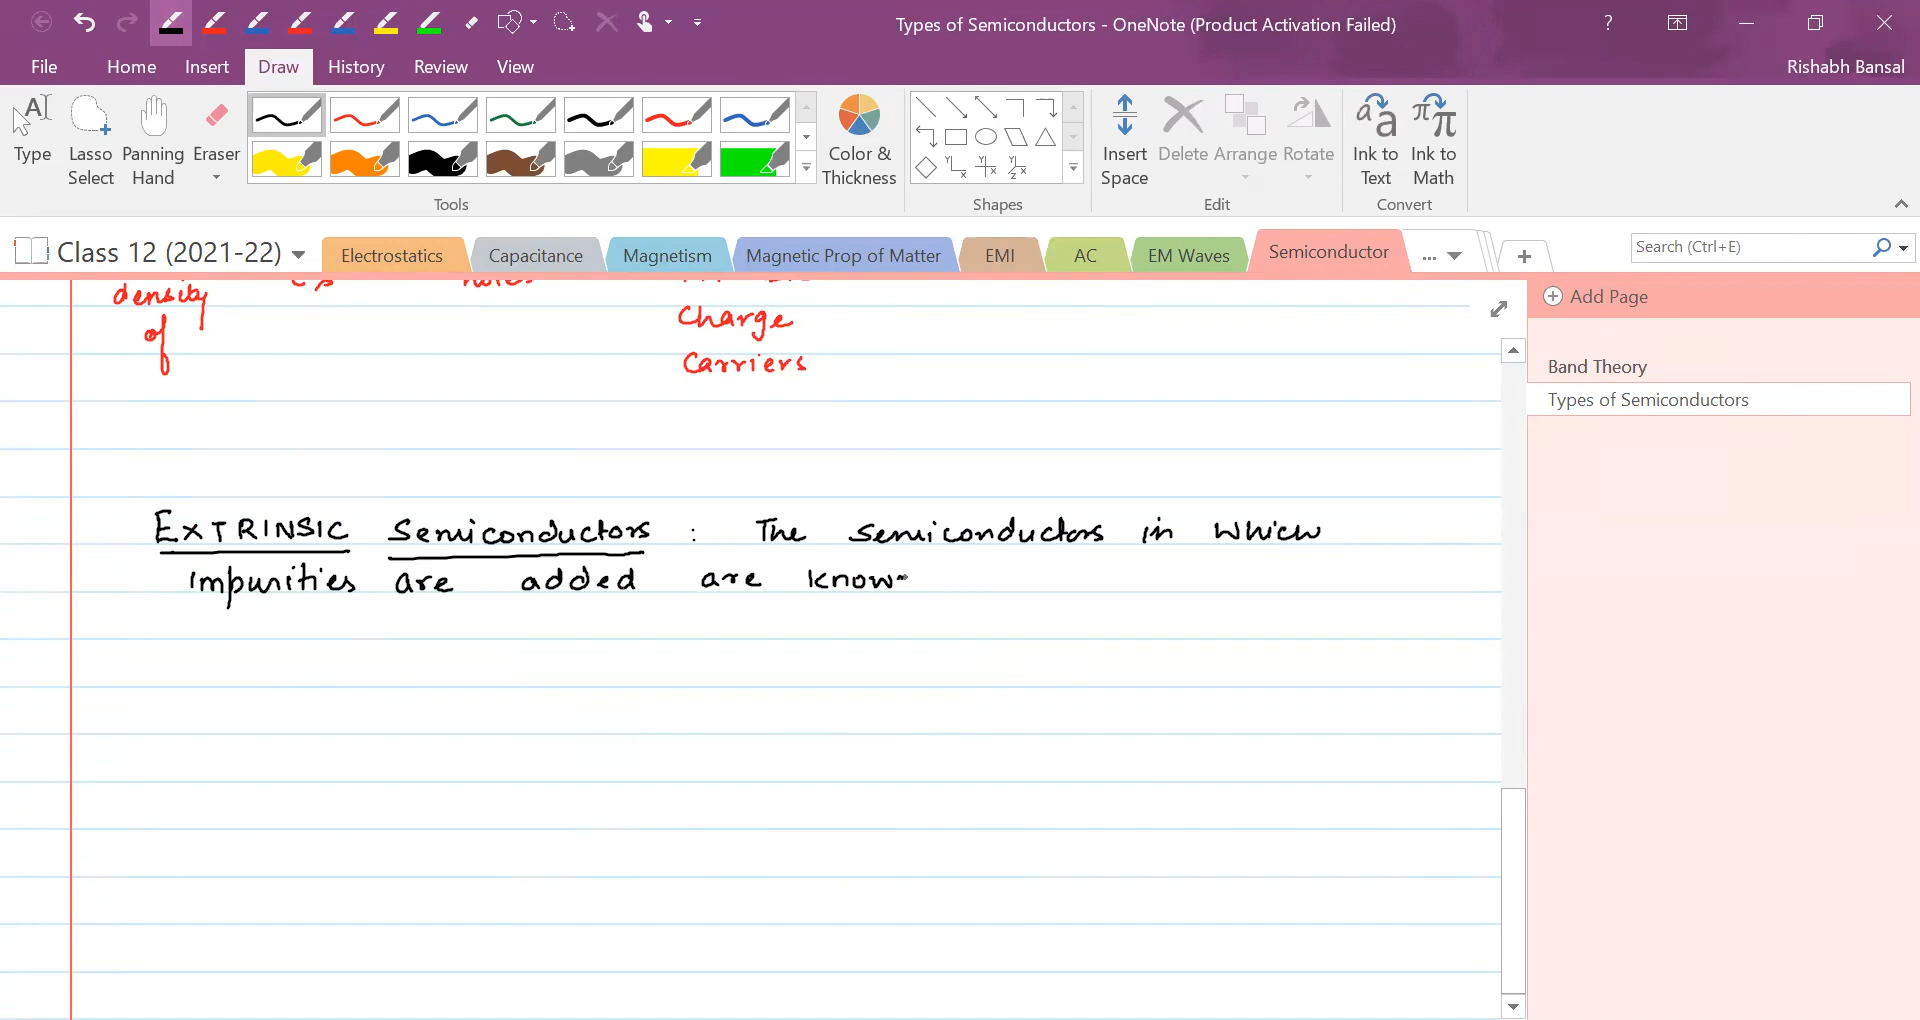 Types of Semiconductors - OneNote (Product Activation Failed)
?
File Home Insert Draw History Review View
Rishabh Bansal
Type
Lasso Select
Panning Hand
Eraser
Color & Thickness
Insert Space
Delete
Arrange
Rotate
Ink to Text
Ink to Math
Tools
Shapes
Edit
Convert
Class 12 (2021-22)
Electrostatics Capacitance Magnetism Magnetic Prop of Matter EMI AC EM Waves Semiconductor ... +
Search (Ctrl+E)
Add Page
Band Theory
Types of Semiconductors
density
of
Charge
Carriers
EXTRINSIC Semiconductors : The semiconductors in which
impurities are added are know